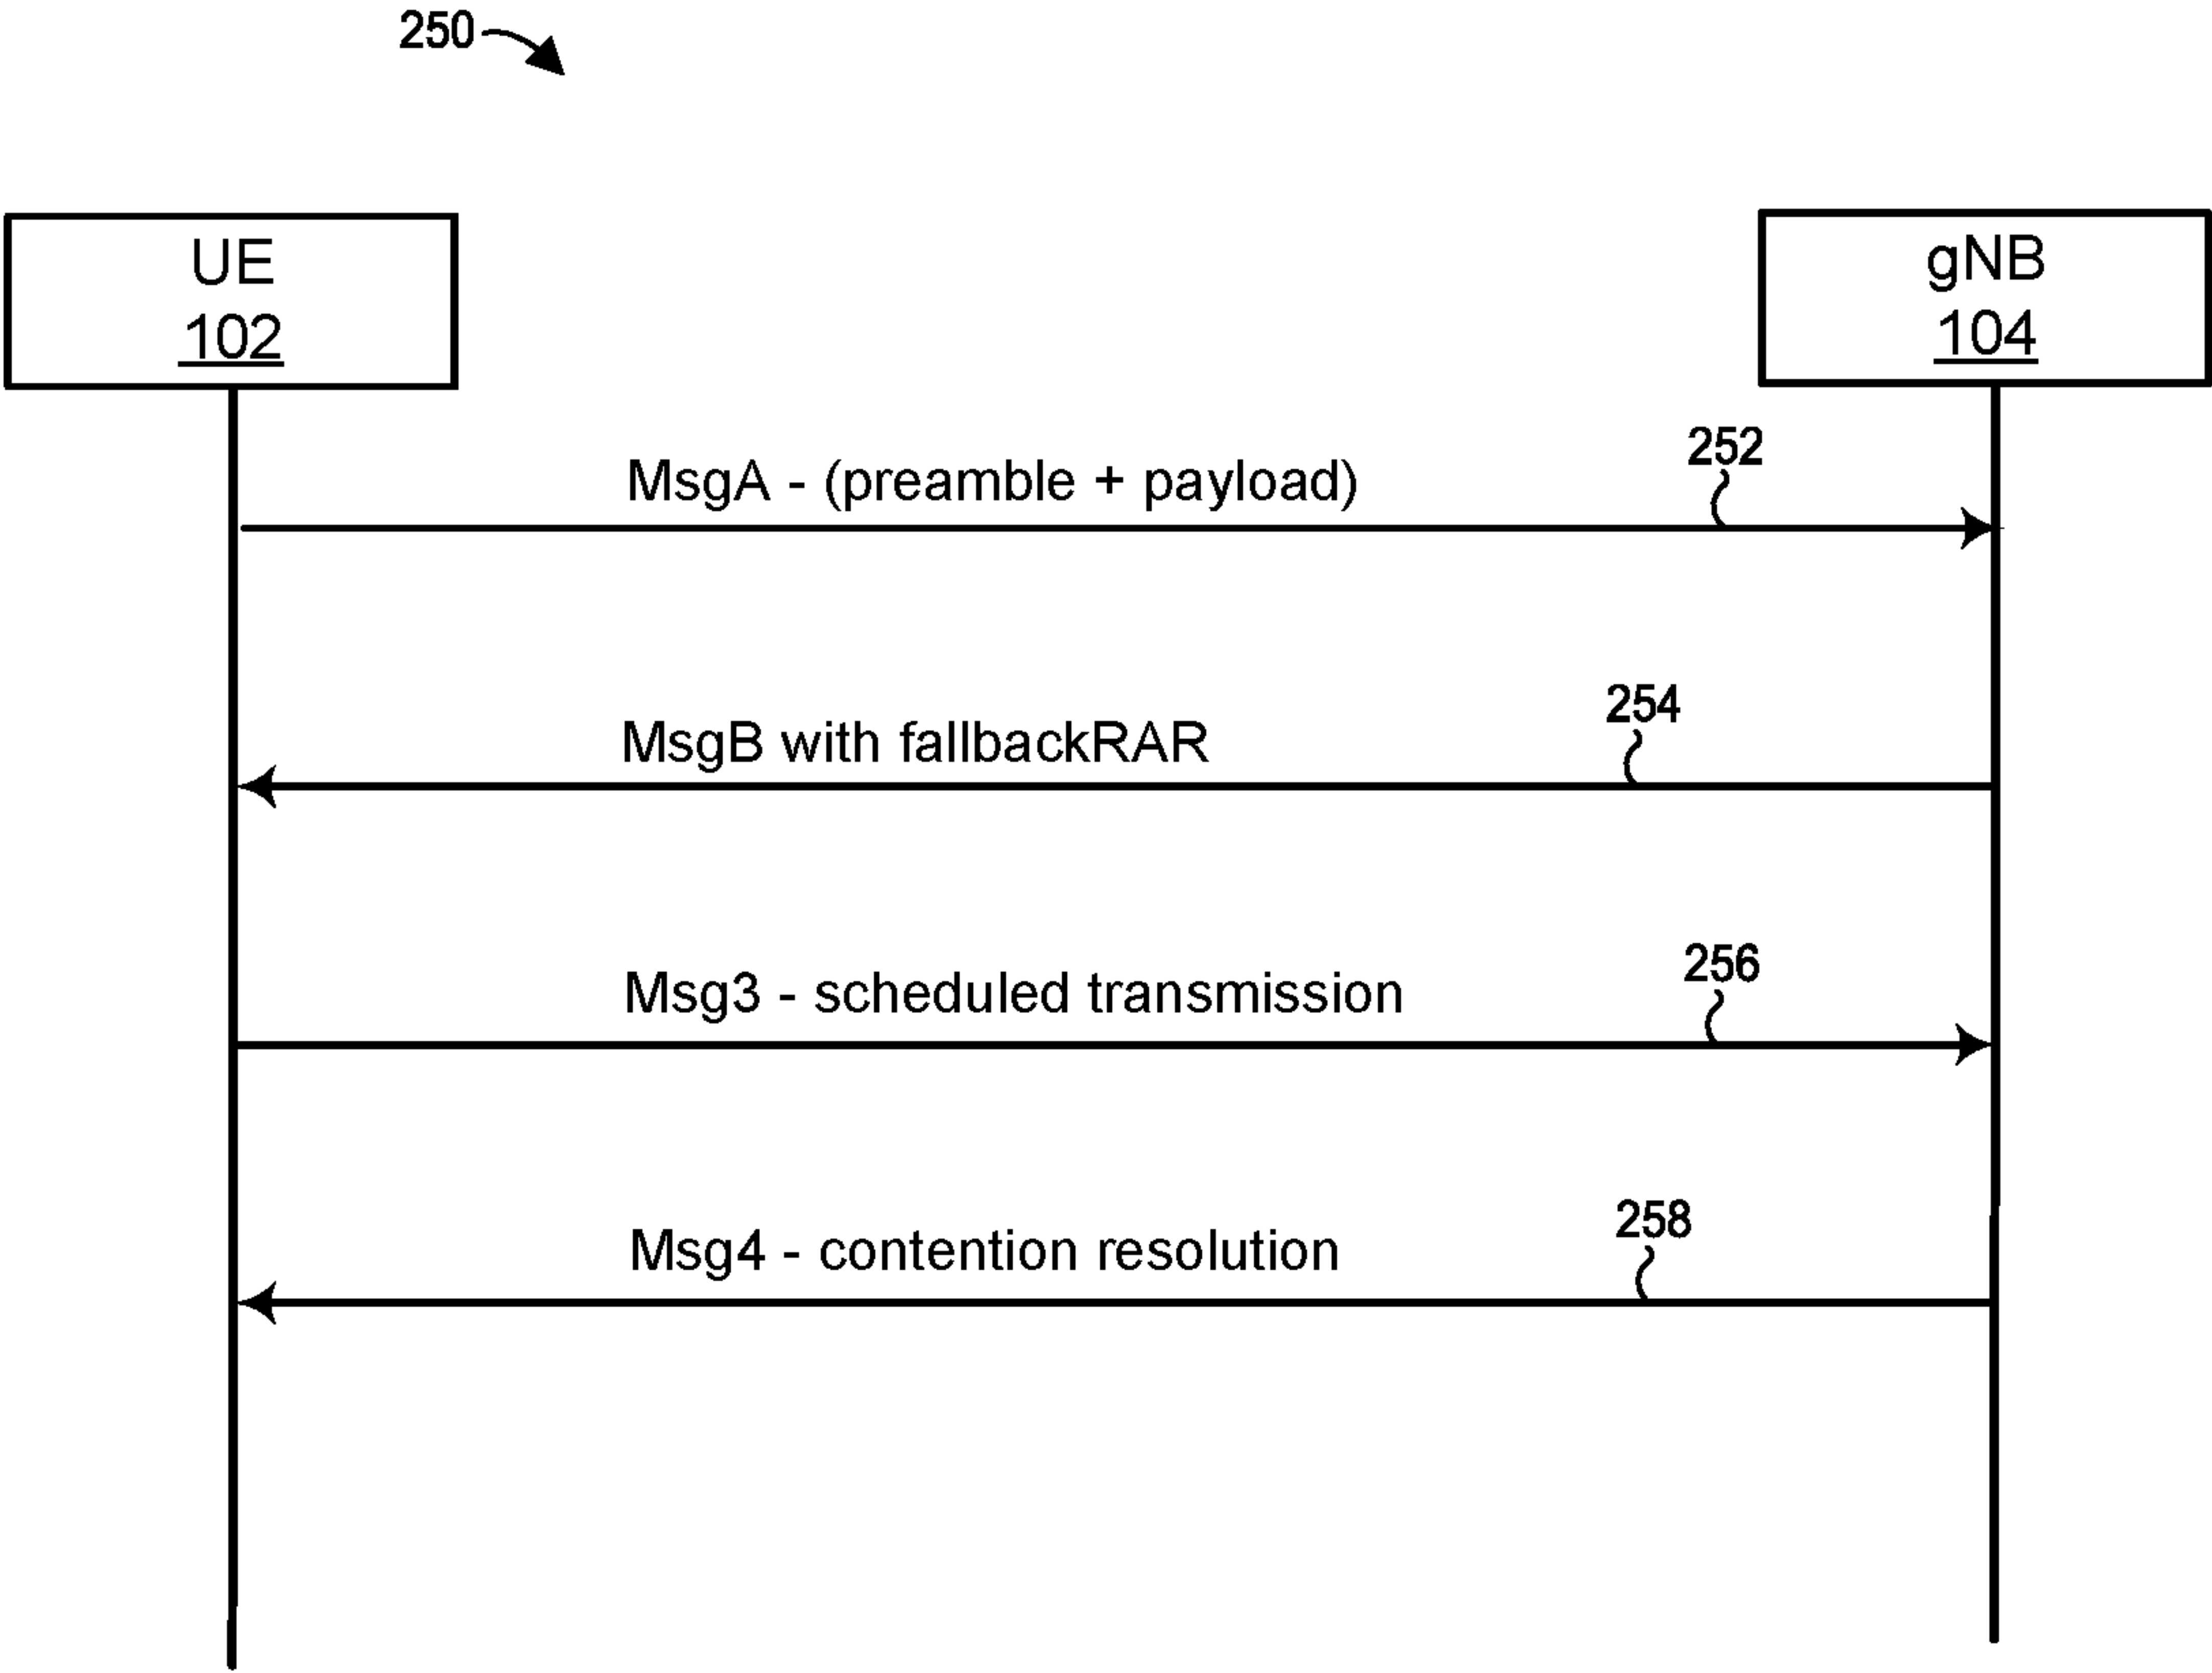 250
UE
102
gNB
104
252
MsgA - (preamble + payload)
254
MsgB with fallbackRAR
256
Msg3 - scheduled transmission
258
Msg4 - contention resolution